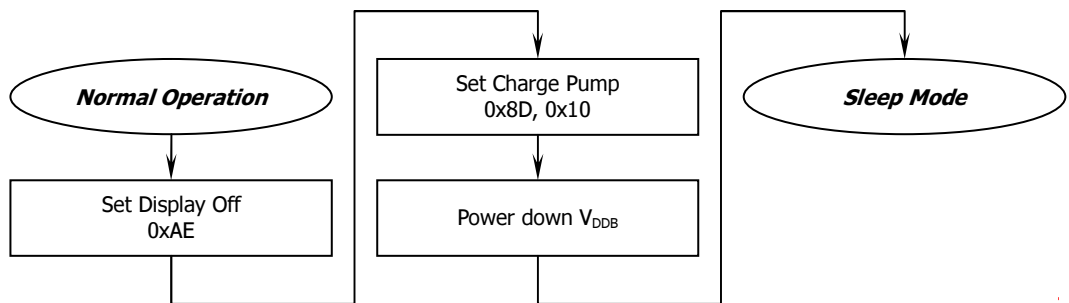 Normal Operation
Set Display Off
0xAE
Set Charge Pump
0x8D, 0x10
Power down VDDB
Sleep Mode